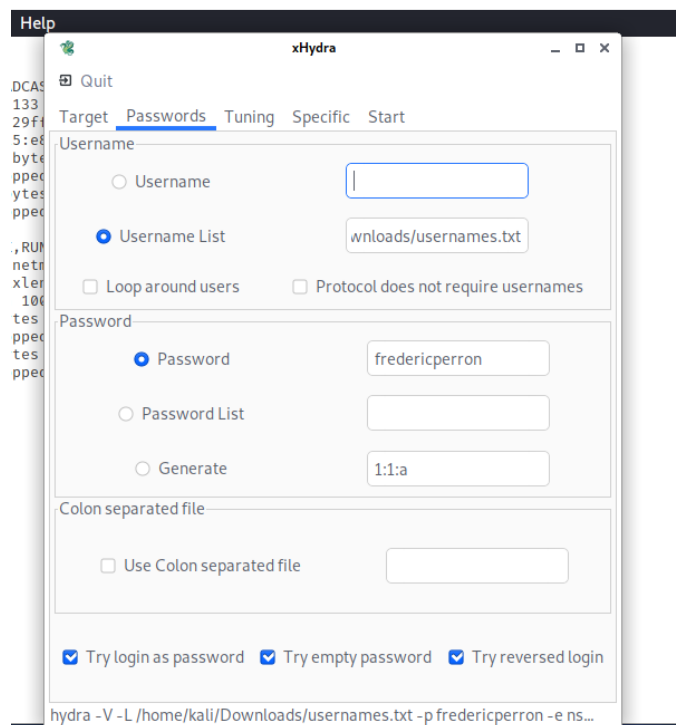 Help
xHydra
Quit
Target Passwords Tuning Specific Start
Username
Username
Username List wnloads/usernames.txt
Loop around users Protocol does not require usernames
Password
Password fredericperron
Password List
Generate 1:1:a
Colon separated file
Use Colon separated file
Try login as password Try empty password Try reversed login
hydra -V -L /home/kali/Downloads/usernames.txt -p fredericperron -e ns...